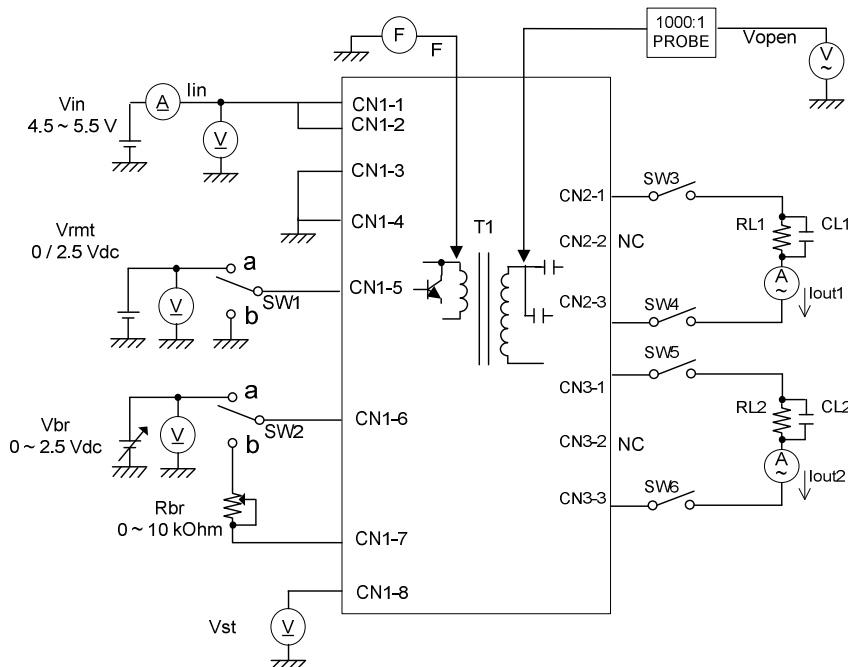 F
F
1000:1
PROBE
Vopen
V
~
Vin
4.5 ~ 5.5 V
A
Iin
V
CN1-1
CN1-2
CN1-3
CN1-4
Vrmt
0 / 2.5 Vdc
V
a
b
SW1
CN1-5
T1
CN2-1
SW3
CN2-2
NC
RL1
CL1
A
~
Iout1
CN2-3
SW4
SW5
CN3-1
Vbr
0 ~ 2.5 Vdc
V
a
b
SW2
CN1-6
CN3-2
NC
RL2
CL2
A
~
Iout2
CN3-3
SW6
Rbr
0 ~ 10 kOhm
CN1-7
CN1-8
Vst
V